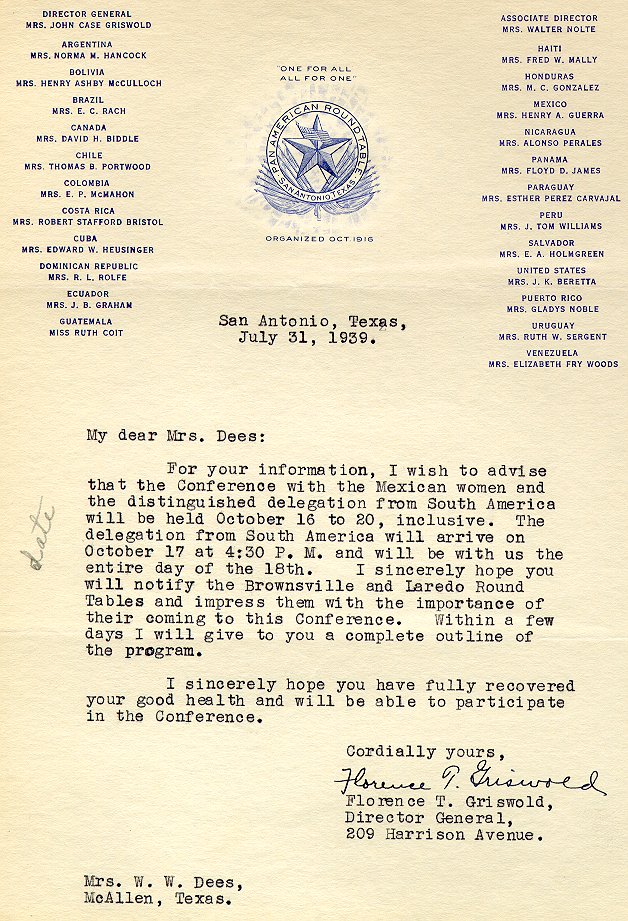 DIRECTOR GENERAL
MRS. JOHN CASE GRISWOLD
ARGENTINA
MRS. NORMA M. HANCOCK
BOLIVIA
MRS. HENRY ASHBY McCULLOCH
BRAZIL
MRS. E. C. RACH
CANADA
MRS. DAVID H. BIDDLE
CHILE
MRS. THOMAS B. PORTWOOD
COLOMBIA
MRS. E. P. McMAHON
COSTA RICA
MRS. ROBERT STAFFORD BRISTOL
CUBA
MRS. EDWARD W. HEUSINGER
DOMINICAN REPUBLIC
MRS. R. L. ROLFE
ECUADOR
MRS. J. B. GRAHAM
GUATEMALA
MISS RUTH COIT
"ONE FOR ALL
ALL FOR ONE"
PAN AMERICAN ROUND TABLE
SAN ANTONIO, TEXAS
ORGANIZED OCT. 1916
ASSOCIATE DIRECTOR
MRS. WALTER NOLTE
HAITI
MRS. FRED W. MALLY
HONDURAS
MRS. M. C. GONZALEZ
MEXICO
MRS. HENRY A. GUERRA
NICARAGUA
MRS. ALONSO PERALES
PANAMA
MRS. FLOYD D. JAMES
PARAGUAY
MRS. ESTHER PEREZ CARVAJAL
PERU
MRS. J. TOM WILLIAMS
SALVADOR
MRS. E. A. HOLMGREEN
UNITED STATES
MRS. J. K. BERETTA
PUERTO RICO
MRS. GLADYS NOBLE
URUGUAY
MRS. RUTH W. SERGENT
VENEZUELA
MRS. ELIZABETH FRY WOODS
San Antonio, Texas,
July 31, 1939.
My dear Mrs. Dees:
For your information, I wish to advise
that the Conference with the Mexican women and
the distinguished delegation from South America
will be held October 16 to 20, inclusive. The
delegation from South America will arrive on
October 17 at 4:30 P. M. and will be with us the
entire day of the 18th. I sincerely hope you
will notify the Brownsville and Laredo Round
Tables and impress them with the importance of
their coming to this Conference. Within a few
days I will give to you a complete outline of
the program.
date
I sincerely hope you have fully recovered
your good health and will be able to participate
in the Conference.
Cordially yours,
Florence T. Griswold
Florence T. Griswold,
Director General,
209 Harrison Avenue.
Mrs. W. W. Dees,
McAllen, Texas.